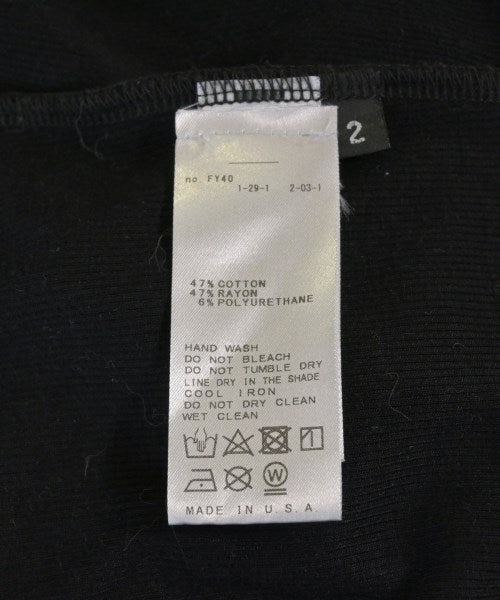 2
no FY40
1-29-1 2-03-1
47% COTTON
47% RAYON
6% POLYURETHANE
HAND WASH
DO NOT BLEACH
DO NOT TUMBLE DRY
LINE DRY IN THE SHADE
COOL IRON
DO NOT DRY CLEAN
WET CLEAN
W
MADE IN U.S.A